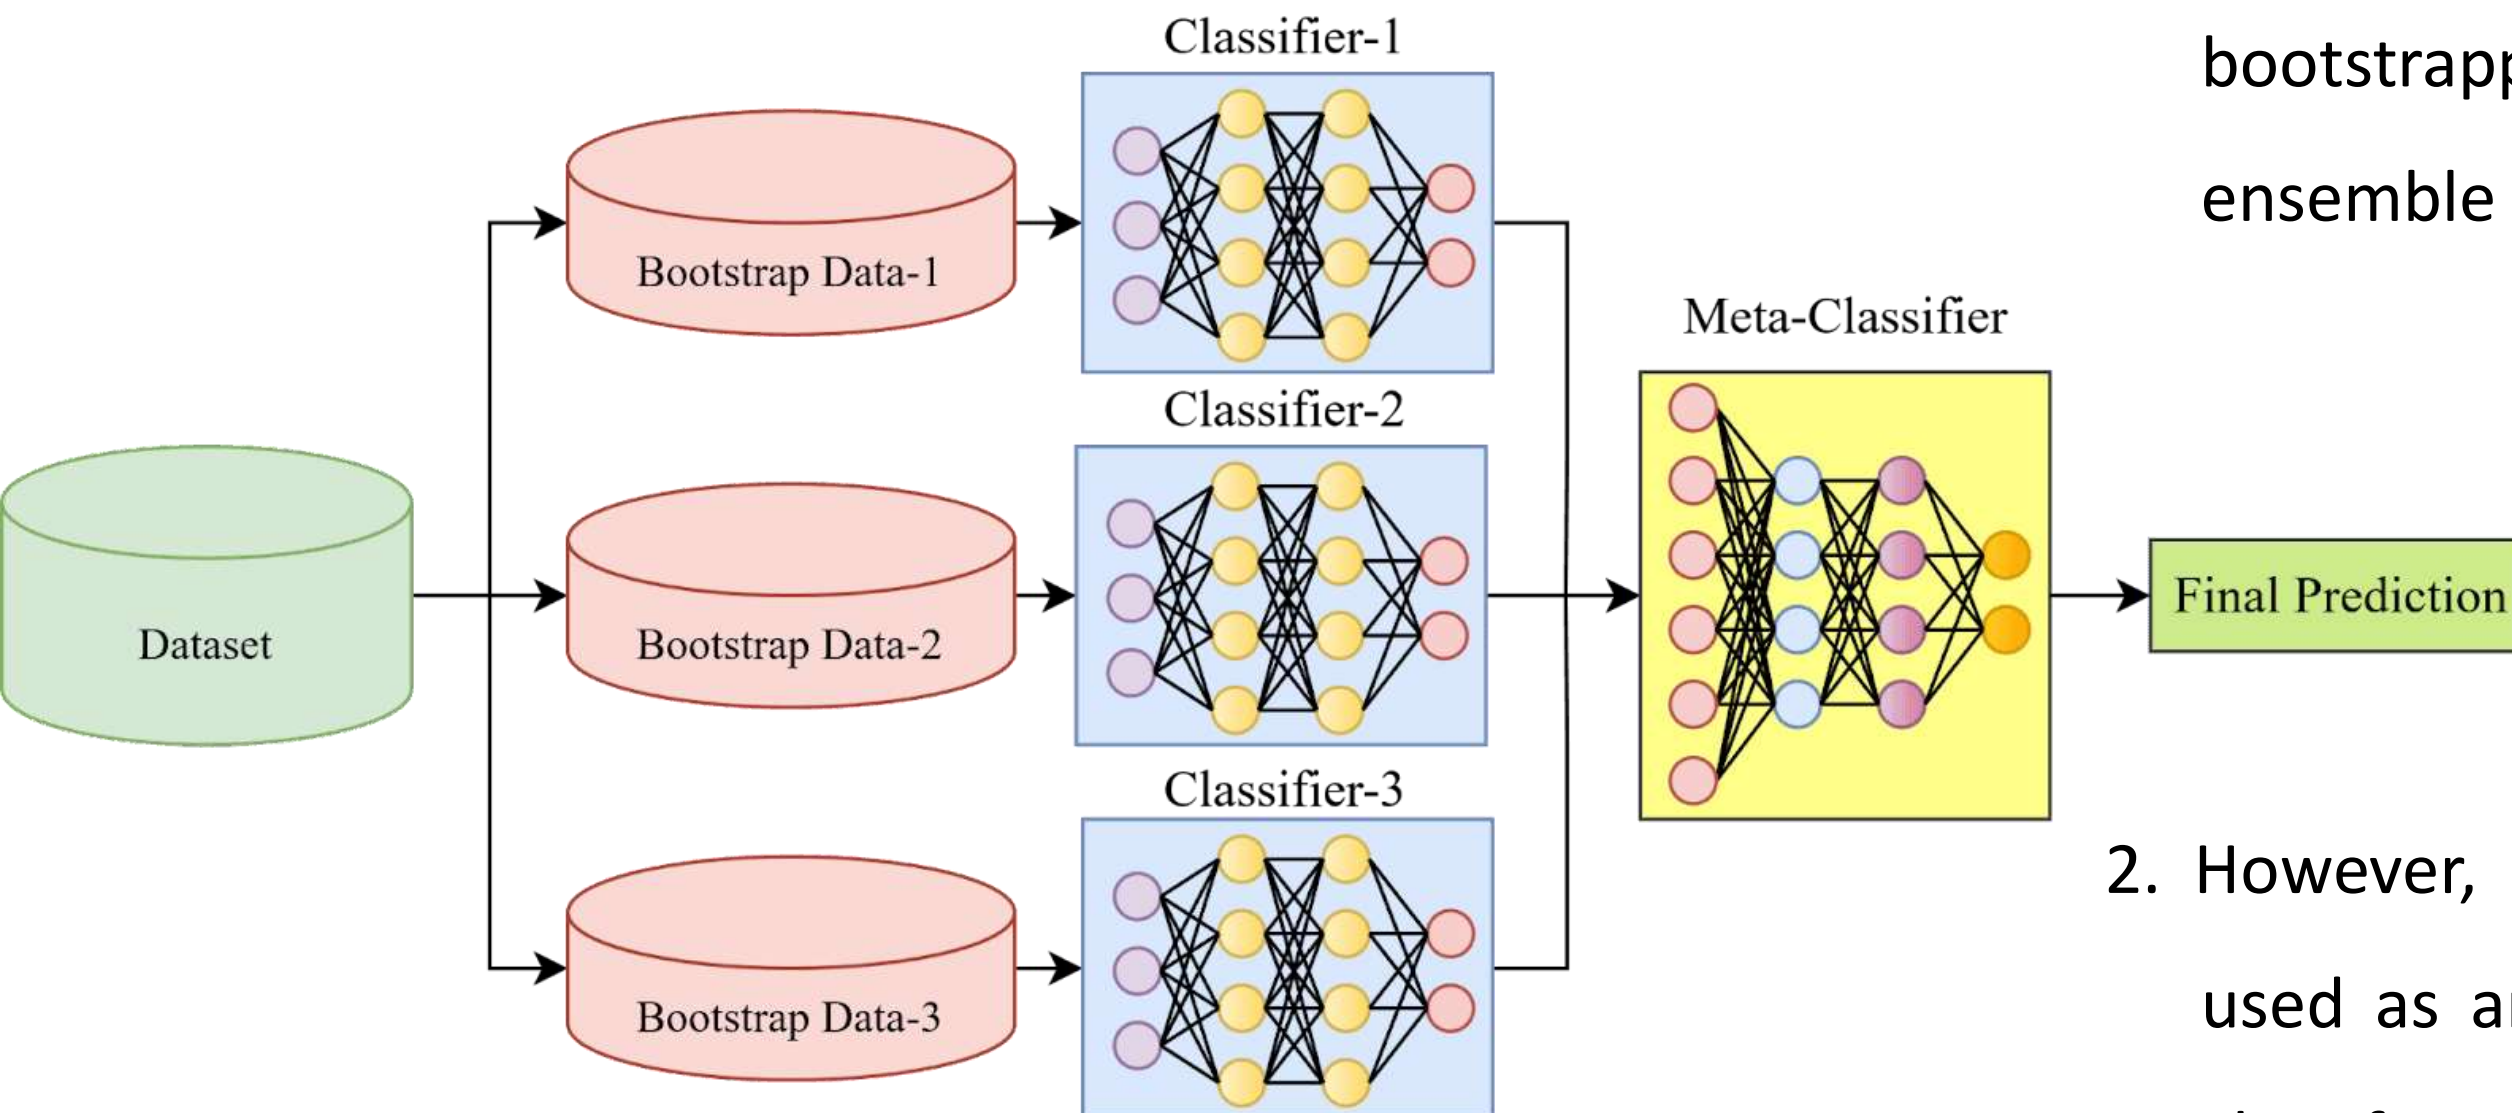 Classifier-1
Bootstrap Data-1
Classifier-2
Dataset
Bootstrap Data-2
Classifier-3
Bootstrap Data-3
Meta-Classifier
Final Prediction
ensemble
2. However,
used as